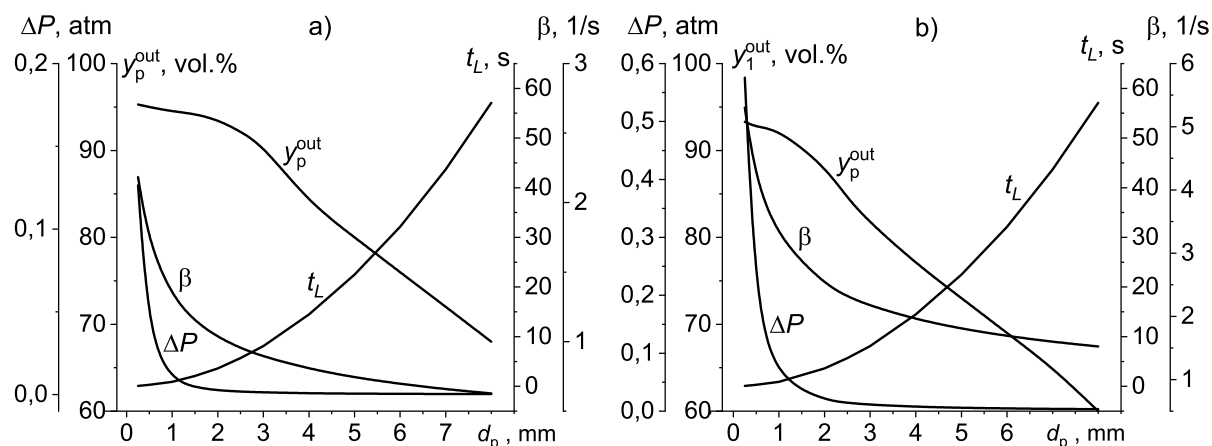 ΔP, atm
a)
β, 1/s
0,2
0,1
0,0
100
90
80
70
60
y_p^out, vol.%
t_L, s
60
50
40
30
20
10
0
3
2
1
y_p^out
t_L
β
ΔP
0 1 2 3 4 5 6 7 d_p, mm
ΔP, atm
b)
β, 1/s
0,6
0,5
0,4
0,3
0,2
0,1
0,0
100
90
80
70
60
y_1^out, vol.%
t_L, s
60
50
40
30
20
10
0
6
5
4
3
2
1
y_p^out
t_L
β
ΔP
0 1 2 3 4 5 6 7 d_p, mm